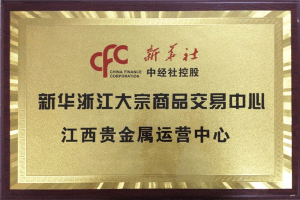 CFC
CHINA FINANCE
CORPORATION
新华社
中经社控股
新华浙江大宗商品交易中心
江西贵金属运营中心